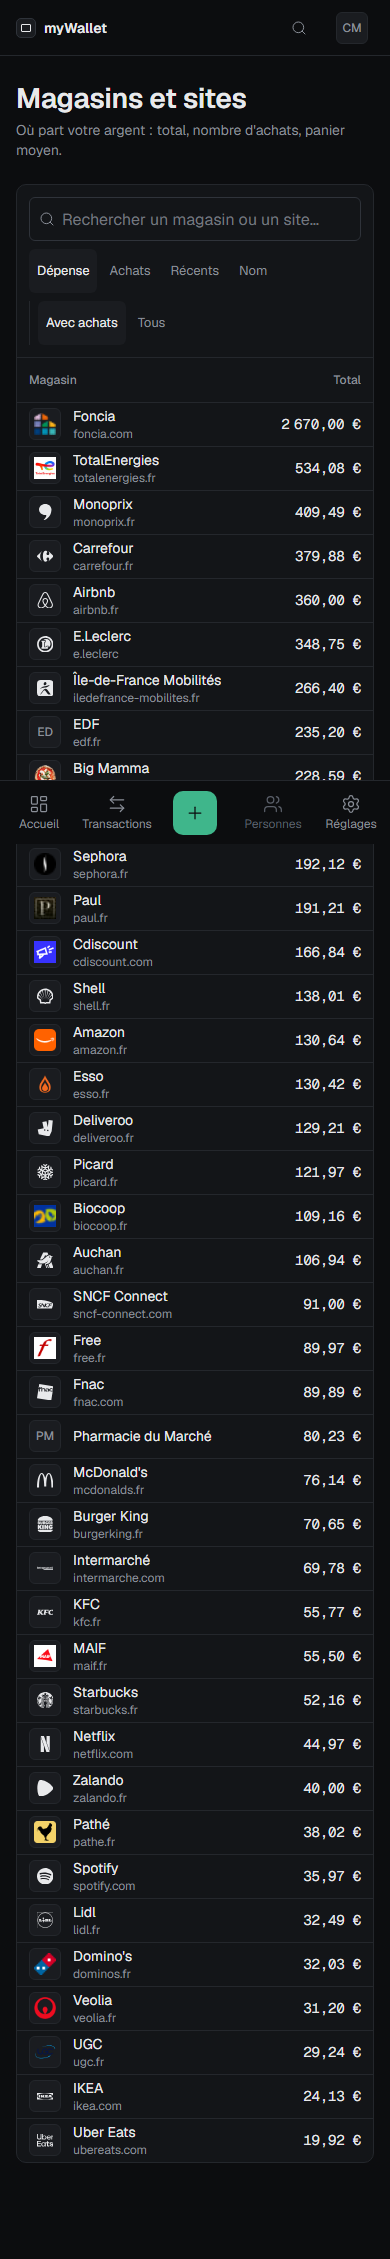 myWallet
CM
Magasins et sites
Où part votre argent : total, nombre d'achats, panier
moyen.
Rechercher un magasin ou un site...
Dépense Achats Récents Nom
Avec achats Tous
Magasin Total
Foncia
foncia.com
2 670,00 €
TotalEnergies
totalenergies.fr
534,08 €
Monoprix
monoprix.fr
409,49 €
Carrefour
carrefour.fr
379,88 €
Airbnb
airbnb.fr
360,00 €
E.Leclerc
e.leclerc
348,75 €
Île-de-France Mobilités
iledefrance-mobilites.fr
266,40 €
ED
EDF
edf.fr
235,20 €
Big Mamma
228,59 €
Accueil Transactions + Personnes Réglages
Sephora
sephora.fr
192,12 €
Paul
paul.fr
191,21 €
Cdiscount
cdiscount.com
166,84 €
Shell
shell.fr
138,01 €
Amazon
amazon.fr
130,64 €
Esso
esso.fr
130,42 €
Deliveroo
deliveroo.fr
129,21 €
Picard
picard.fr
121,97 €
Biocoop
biocoop.fr
109,16 €
Auchan
auchan.fr
106,94 €
SNCF Connect
sncf-connect.com
91,00 €
Free
free.fr
89,97 €
Fnac
fnac.com
89,89 €
PM
Pharmacie du Marché
80,23 €
McDonald's
mcdonalds.fr
76,14 €
Burger King
burgerking.fr
70,65 €
Intermarché
intermarche.com
69,78 €
KFC
KFC
kfc.fr
55,77 €
MAIF
maif.fr
55,50 €
Starbucks
starbucks.fr
52,16 €
Netflix
netflix.com
44,97 €
Zalando
zalando.fr
40,00 €
Pathé
pathe.fr
38,02 €
Spotify
spotify.com
35,97 €
Lidl
lidl.fr
32,49 €
Domino's
dominos.fr
32,03 €
Veolia
veolia.fr
31,20 €
UGC
ugc.fr
29,24 €
IKEA
ikea.com
24,13 €
Uber
Eats
Uber Eats
ubereats.com
19,92 €